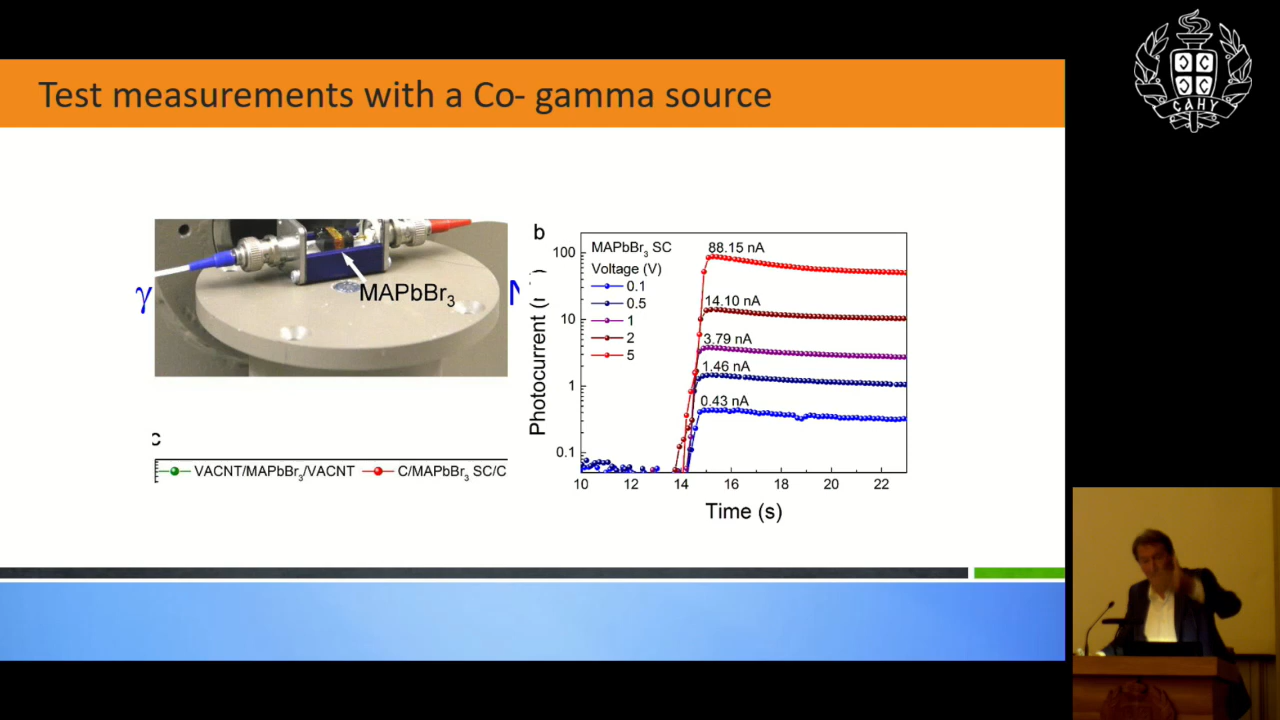 Test measurements with a Co- gamma source
САНУ
γ
MAPbBr3
b
MAPbBr3 SC
Voltage (V)
0.1
0.5
1
2
5
88.15 nA
14.10 nA
3.79 nA
1.46 nA
0.43 nA
100
10
1
0.1
Photocurrent
10 12 14 16 18 20 22
Time (s)
c
VACNT/MAPbBr3/VACNT C/MAPbBr3 SC/C